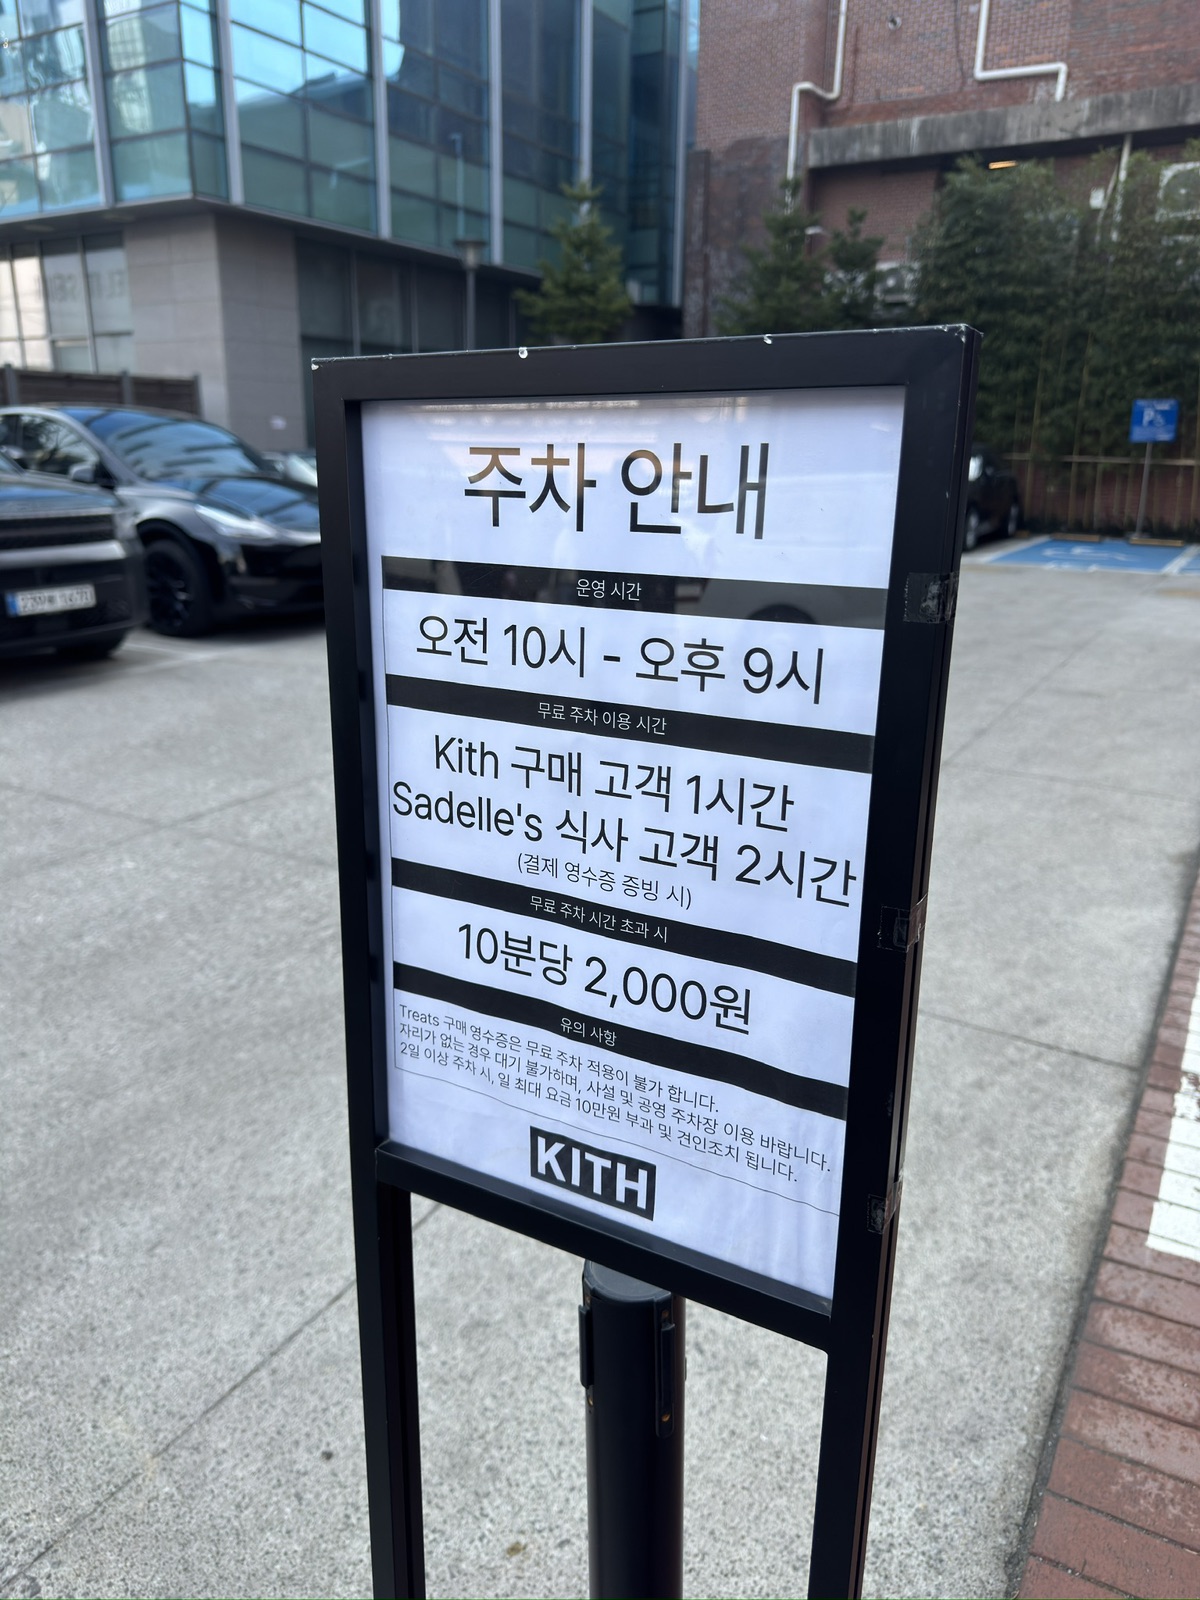 주차 안내
운영 시간
오전 10시 - 오후 9시
무료 주차 이용 시간
Kith 구매 고객 1시간
Sadelle's 식사 고객 2시간
(결제 영수증 증빙 시)
무료 주차 시간 초과 시
10분당 2,000원
유의 사항
Treats 구매 영수증은 무료 주차 적용이 불가 합니다.
자리가 없는 경우 대기 불가하며, 사설 및 공영 주차장 이용 바랍니다.
2일 이상 주차 시, 일 최대 요금 10만원 부과 및 견인조치 됩니다.
KITH